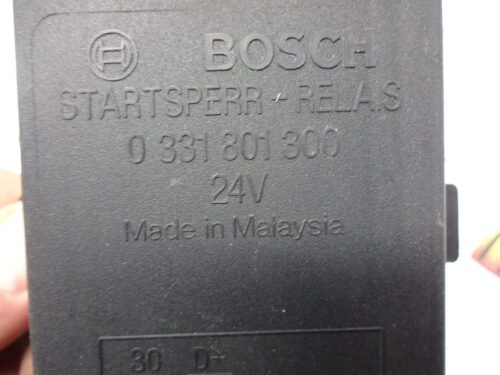 BOSCH
STARTSPERR - RELAIS
0 331 801 300
24V
Made in Malaysia
30 D+